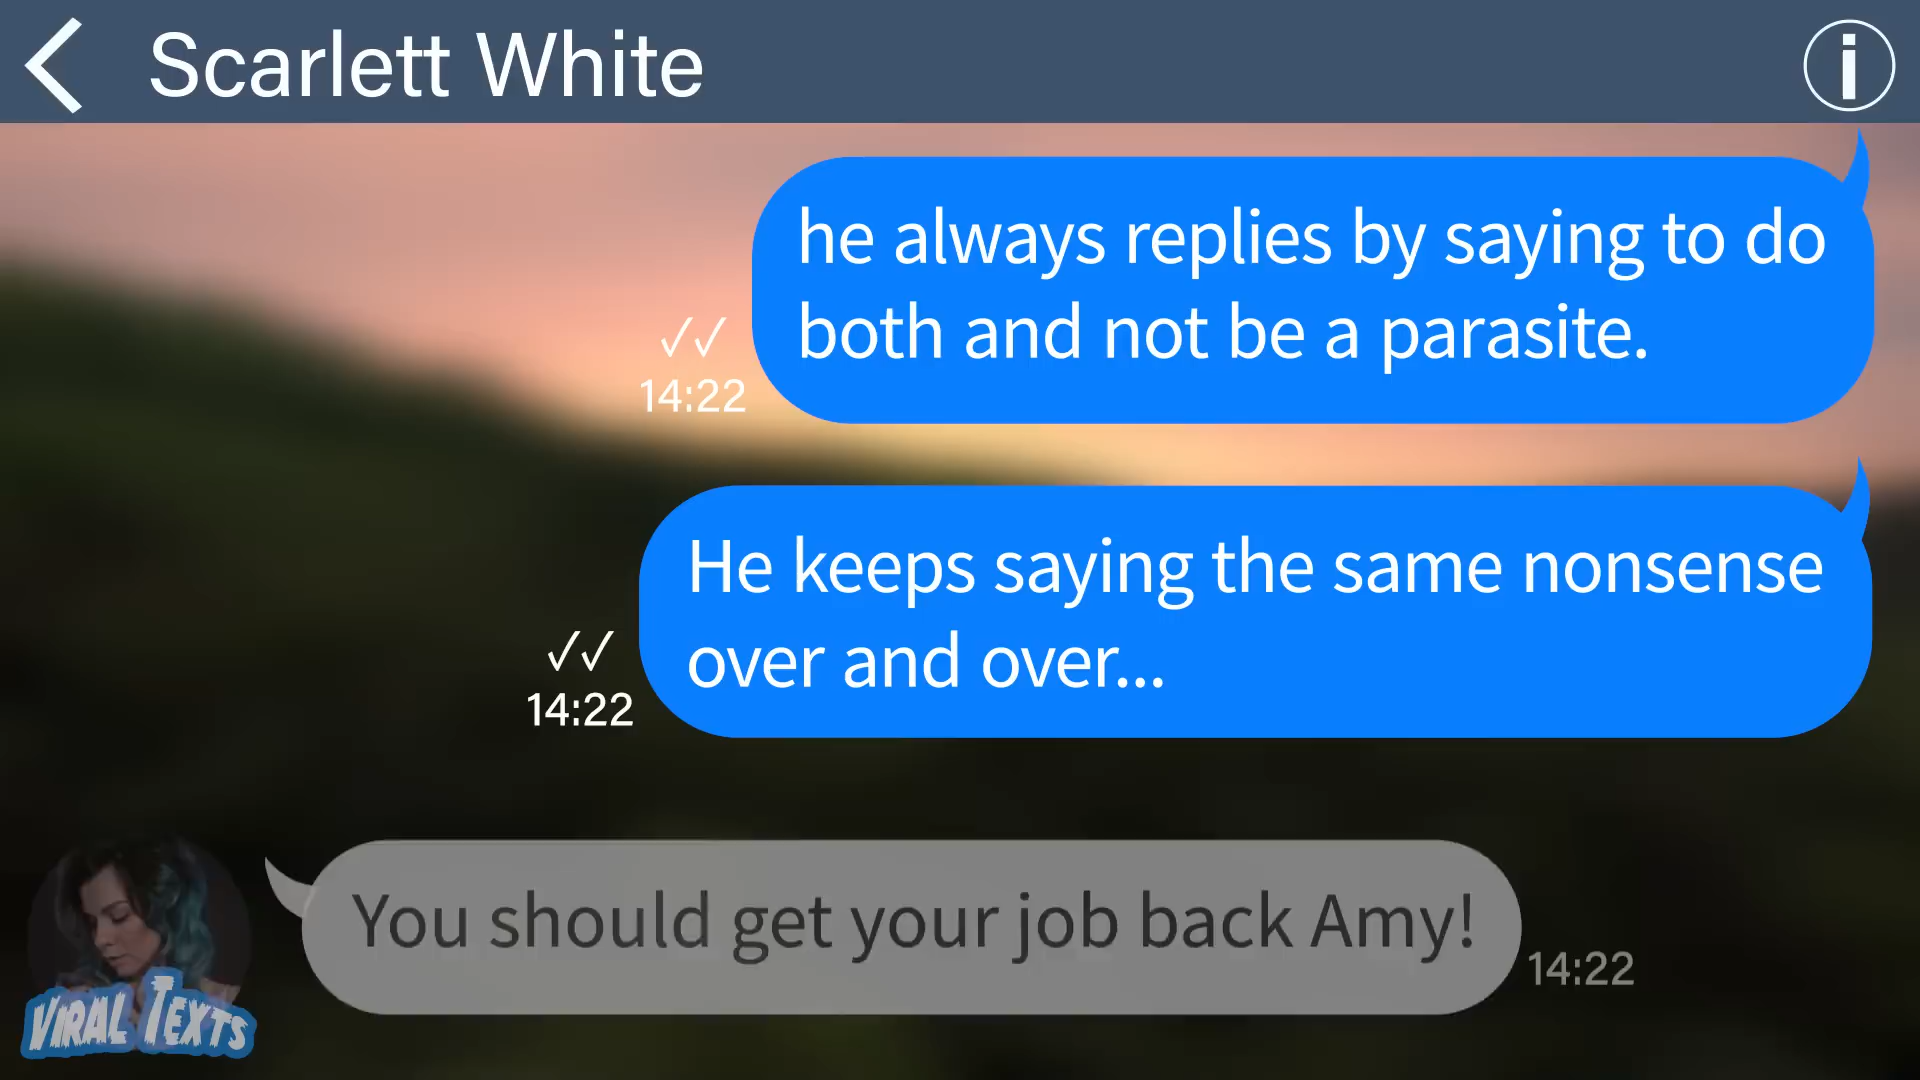 Scarlett White
he always replies by saying to do
both and not be a parasite.
✓✓
14:22
He keeps saying the same nonsense
over and over...
✓✓
14:22
You should get your job back Amy!
14:22
VIRAL TEXTS